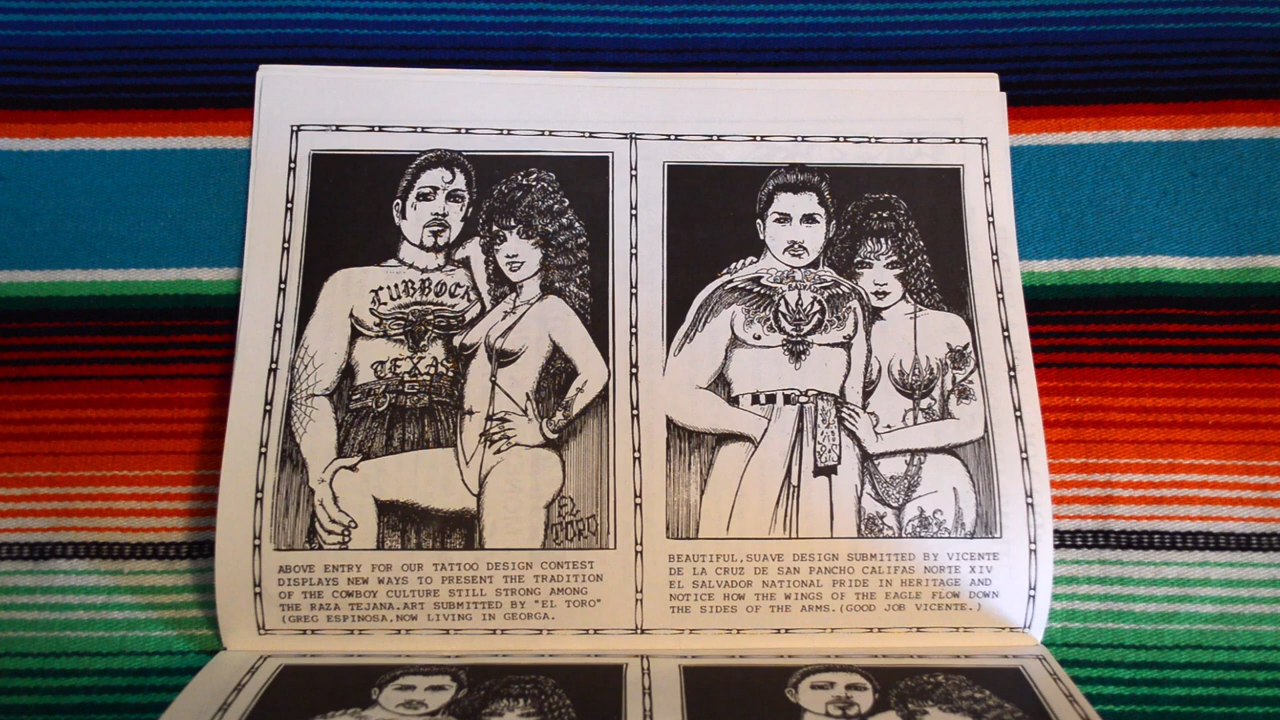 LUBBOCK
TEXAS
EL
TORO
ABOVE ENTRY FOR OUR TATTOO DESIGN CONTEST
DISPLAYS NEW WAYS TO PRESENT THE TRADITION
OF THE COWBOY CULTURE STILL STRONG AMONG
THE RAZA TEJANA.ART SUBMITTED BY "EL TORO"
(GREG ESPINOSA,NOW LIVING IN GEORGA.
BEAUTIFUL,SUAVE DESIGN SUBMITTED BY VICENTE
DE LA CRUZ DE SAN PANCHO CALIFAS NORTE XIV
EL SALVADOR NATIONAL PRIDE IN HERITAGE AND
NOTICE HOW THE WINGS OF THE EAGLE FLOW DOWN
THE SIDES OF THE ARMS.(GOOD JOB VICENTE.)